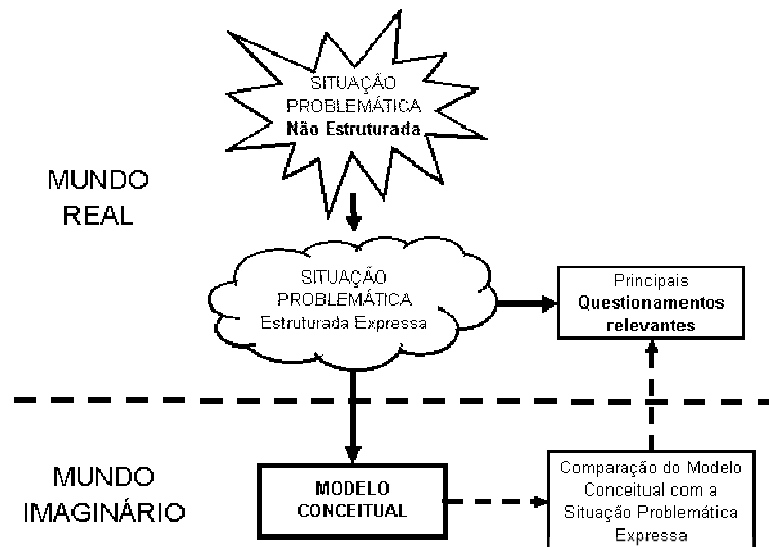 SITUAÇÃO
PROBLEMÁTICA
Não Estruturada
MUNDO
REAL
SITUAÇÃO
PROBLEMÁTICA
Estruturada Expressa
Principais
Questionamentos
relevantes
MUNDO
IMAGINÁRIO
MODELO
CONCEITUAL
Comparação do Modelo
Conceitual com a
Situação Problemática
Expressa